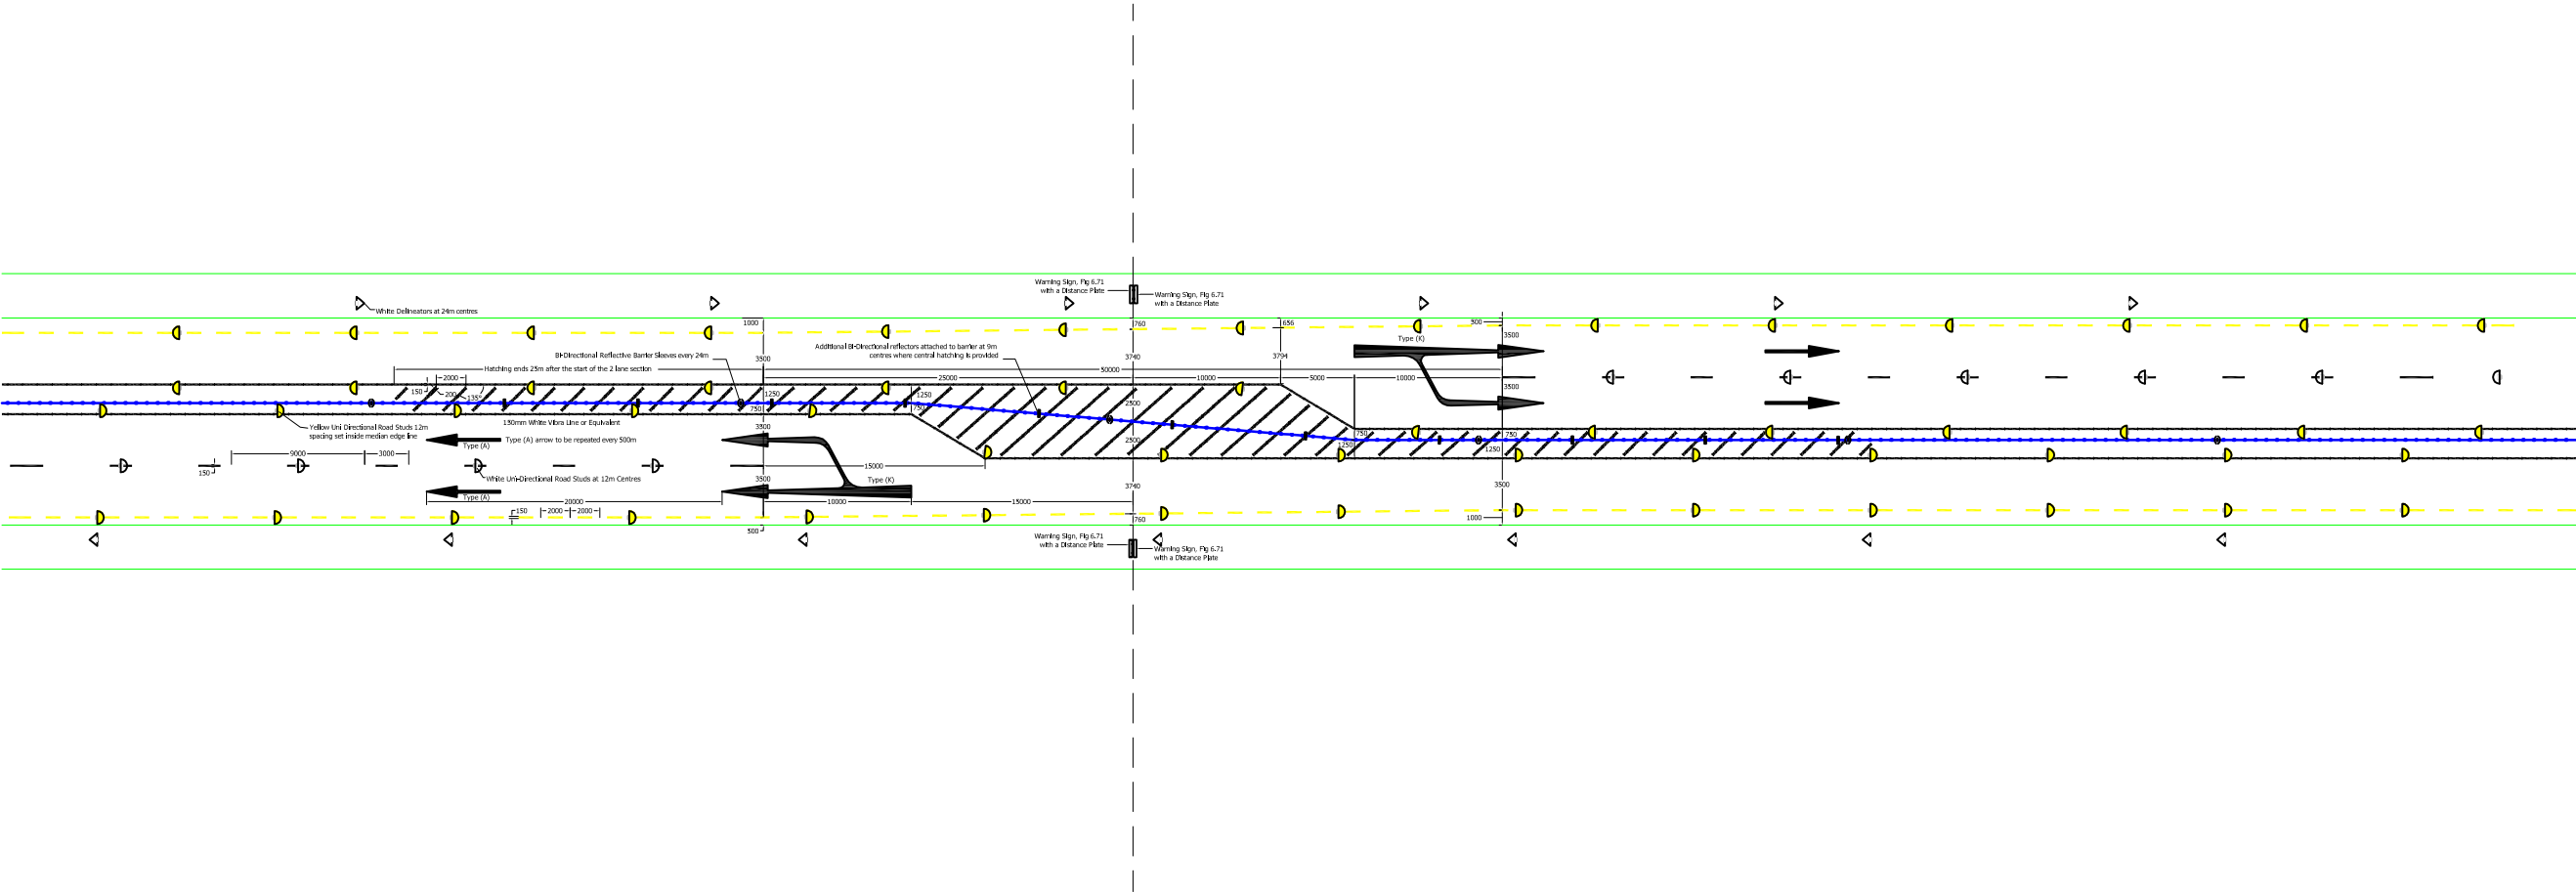 Warning Sign, Fig 6.71
with a Distance Plate
Warning Sign, Fig 6.71
with a Distance Plate
White Delineators at 24m centres
1000
760
656
500
3500
Type (K)
Additional Bi-Directional reflectors attached to barrier at 9m
centres where central hatching is provided
Bi-Directional Reflective Barrier Sleeves every 24m
3500
3740
3794
Hatching ends 25m after the start of the 2 lane section
50000
2000
25000
10000
5000
10000
3500
150
200
135°
1250
1250
750
750
2500
130mm White Vibra Line or Equivalent
3300
Yellow Uni Directional Road Studs 12m
spacing set inside median edge line
Type (A)
Type (A) arrow to be repeated every 500m
2500
1250
750
750
1250
9000
3000
150
15000
White Uni-Directional Road Studs at 12m Centres
3500
Type (K)
3740
3500
Type (A)
20000
10000
15000
150
2000
2000
760
1000
500
Warning Sign, Fig 6.71
with a Distance Plate
Warning Sign, Fig 6.71
with a Distance Plate